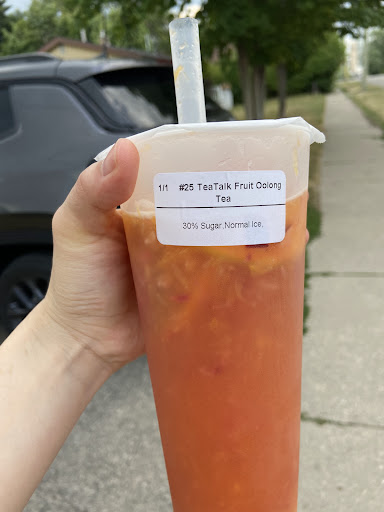 1/1 #25 TeaTalk Fruit Oolong
Tea
30% Sugar,Normal Ice,